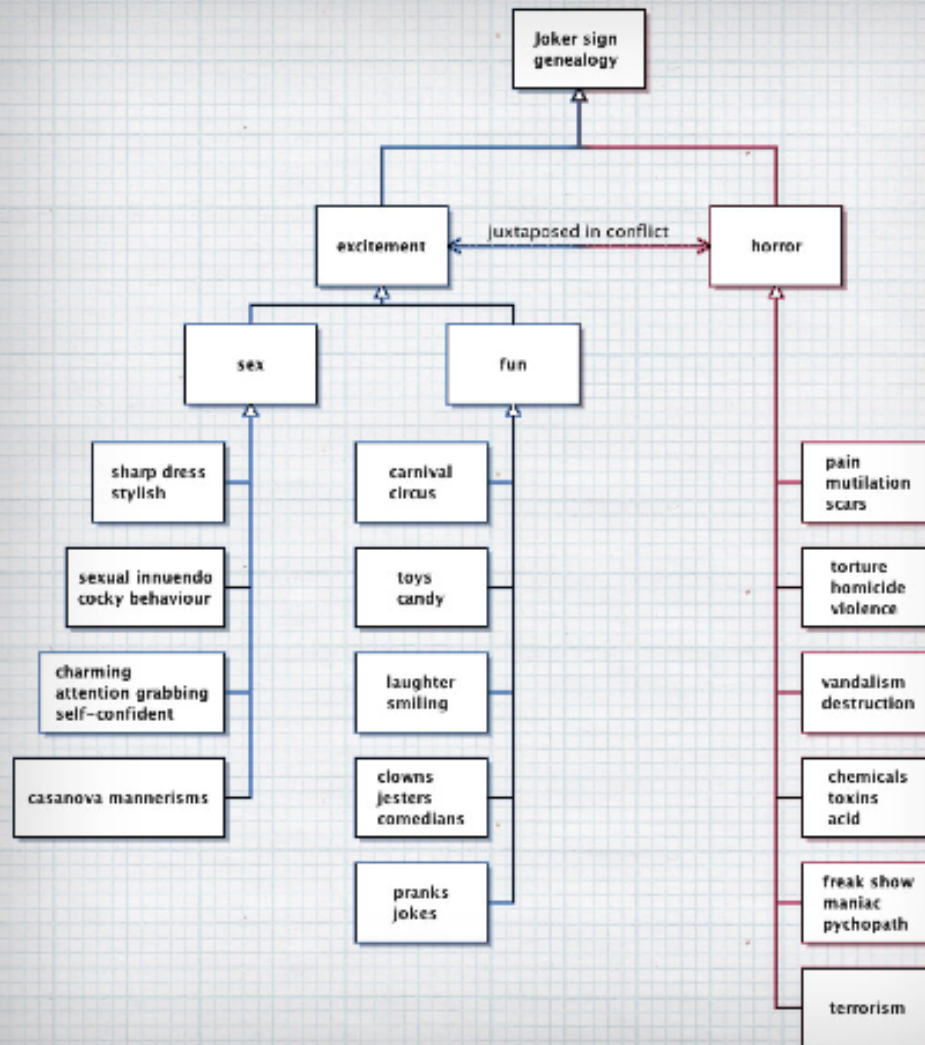 Joker sign
genealogy
excitement
juxtaposed in conflict
horror
sex
fun
sharp dress
stylish
sexual innuendo
cocky behaviour
charming
attention grabbing
self-confident
casanova mannerisms
carnival
circus
toys
candy
laughter
smiling
clowns
jesters
comedians
pranks
jokes
pain
mutilation
scars
torture
homicide
violence
vandalism
destruction
chemicals
toxins
acid
freak show
maniac
pychopath
terrorism